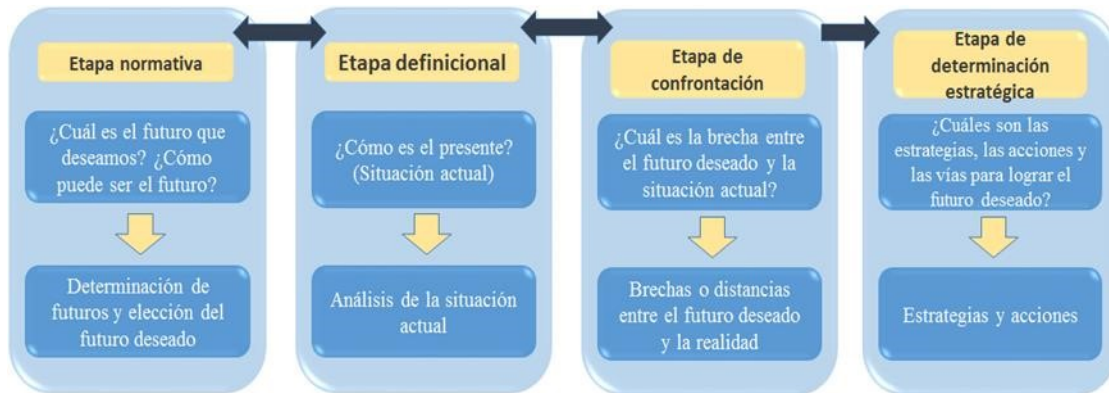 Etapa normativa
¿Cuál es el futuro que
deseamos? ¿Cómo
puede ser el futuro?
Determinación de
futuros y elección del
futuro deseado
Etapa definicional
¿Cómo es el presente?
(Situación actual)
Análisis de la situación
actual
Etapa de
confrontación
¿Cuál es la brecha entre
el futuro deseado y la
situación actual?
Brechas o distancias
entre el futuro deseado
y la realidad
Etapa de
determinación
estratégica
¿Cuáles son las
estrategias, las acciones y
las vías para lograr el
futuro deseado?
Estrategias y acciones